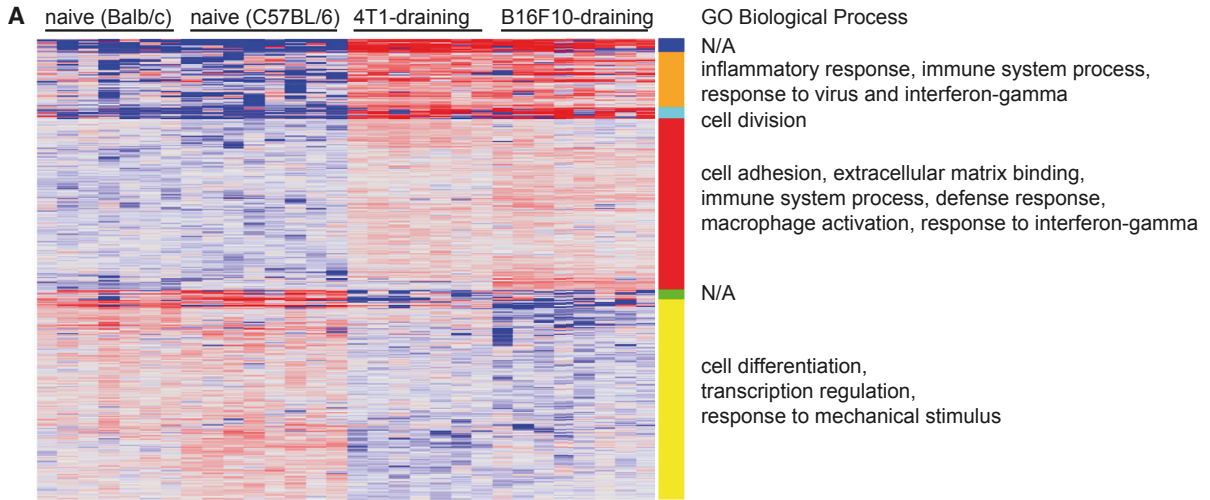 A
naive (Balb/c) naive (C57BL/6) 4T1-draining B16F10-draining GO Biological Process
N/A
inflammatory response, immune system process,
response to virus and interferon-gamma
cell division
cell adhesion, extracellular matrix binding,
immune system process, defense response,
macrophage activation, response to interferon-gamma
N/A
cell differentiation,
transcription regulation,
response to mechanical stimulus